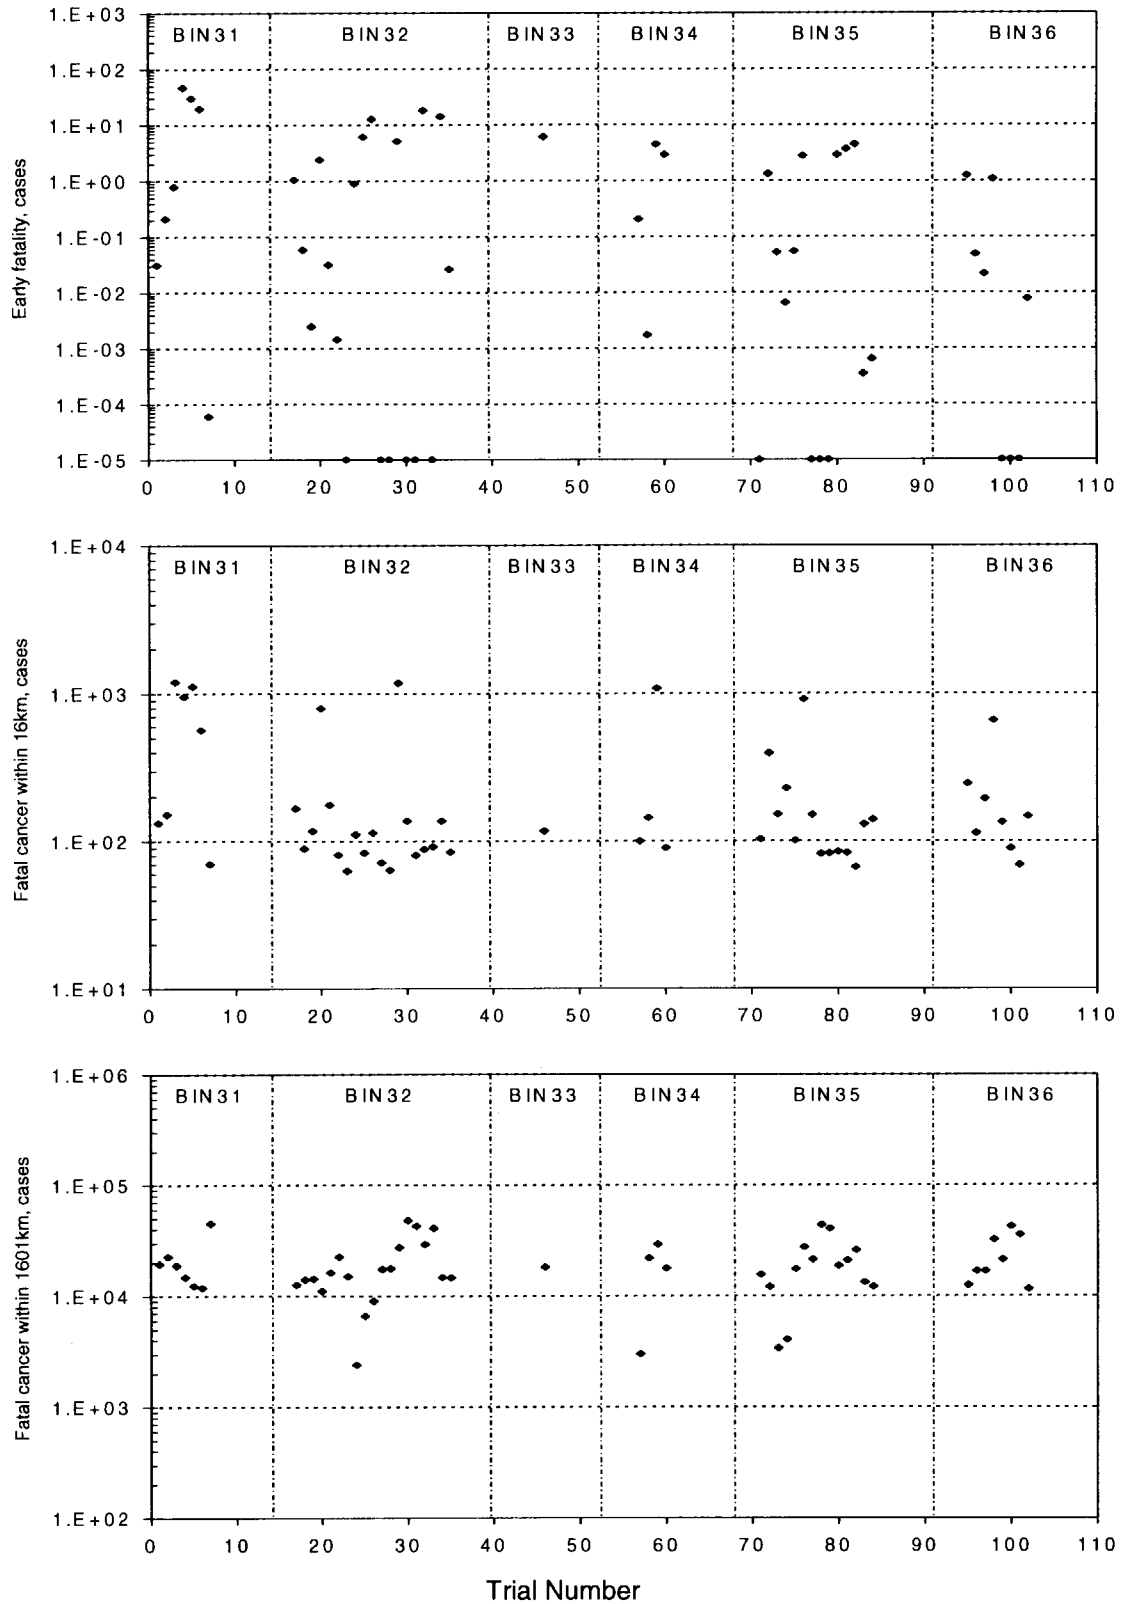 Early fatality, cases
1.E+03
1.E+02
1.E+01
1.E+00
1.E-01
1.E-02
1.E-03
1.E-04
1.E-05
BIN31 BIN32 BIN33 BIN34 BIN35 BIN36
0 10 20 30 40 50 60 70 80 90 100 110
Fatal cancer within 16km, cases
1.E+04
1.E+03
1.E+02
1.E+01
BIN31 BIN32 BIN33 BIN34 BIN35 BIN36
0 10 20 30 40 50 60 70 80 90 100 110
Fatal cancer within 1601km, cases
1.E+06
1.E+05
1.E+04
1.E+03
1.E+02
BIN31 BIN32 BIN33 BIN34 BIN35 BIN36
0 10 20 30 40 50 60 70 80 90 100 110
Trial Number